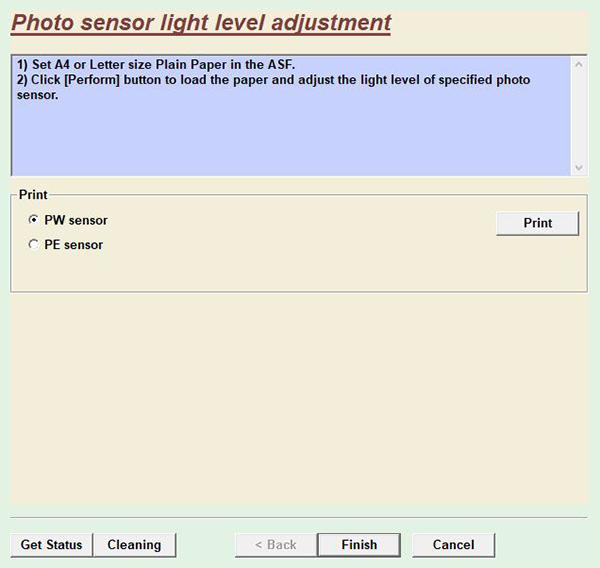 Photo sensor light level adjustment
1) Set A4 or Letter size Plain Paper in the ASF.
2) Click [Perform] button to load the paper and adjust the light level of specified photo
sensor.
Print
PW sensor
Print
PE sensor
Get Status
Cleaning
< Back
Finish
Cancel